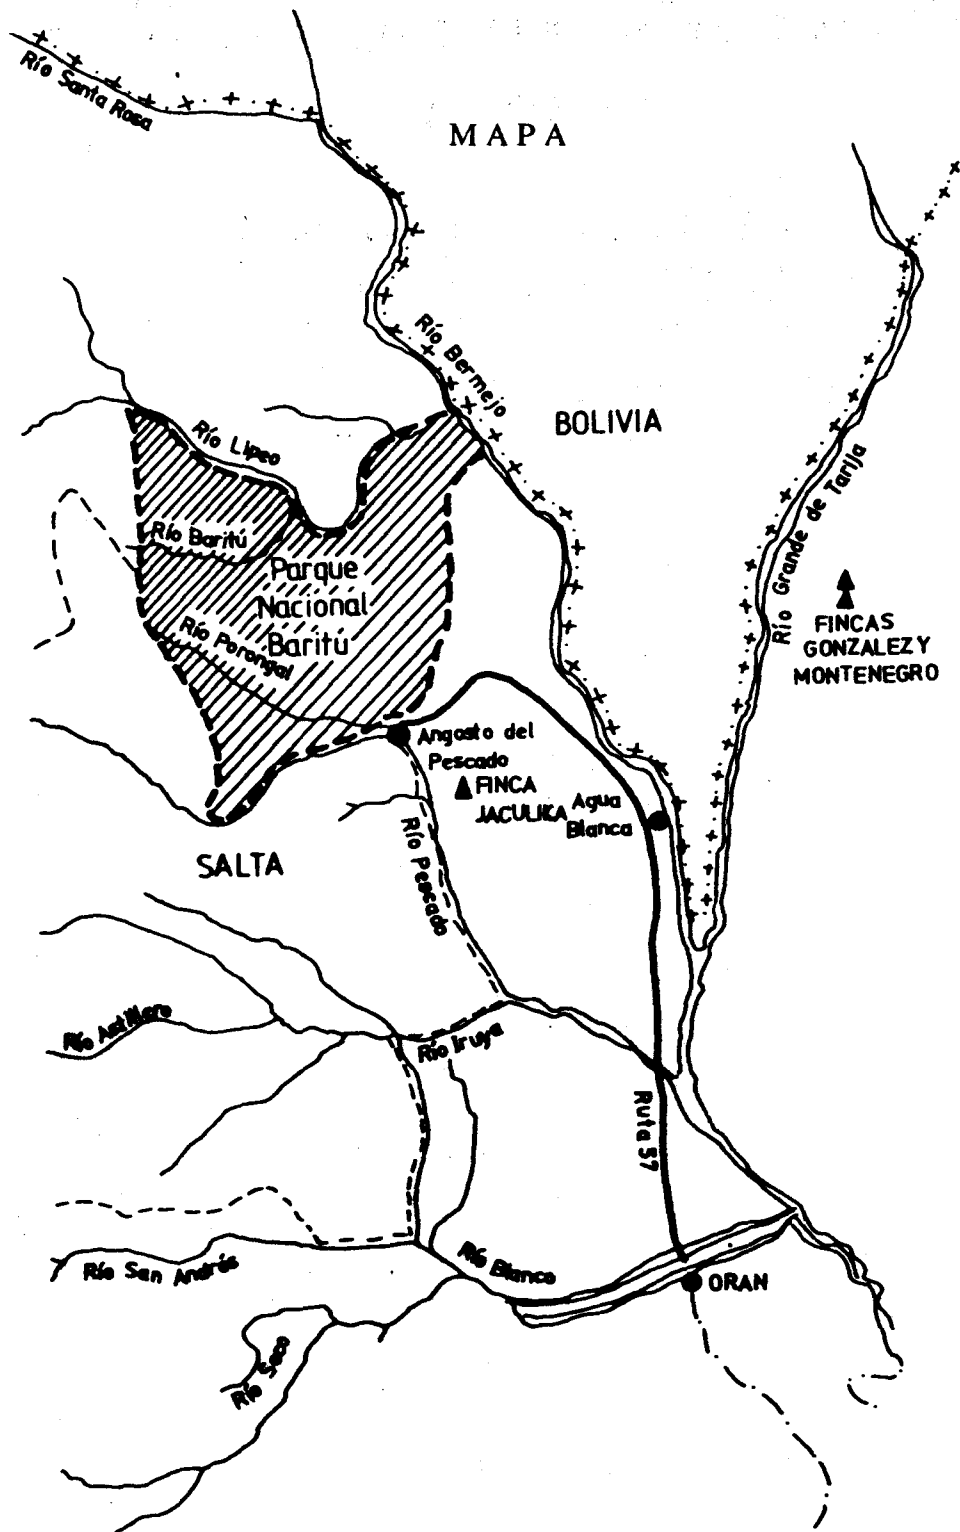 MAPA
Río Santa Rosa
Río Bermejo
BOLIVIA
Río Lipeo
Río Grande de Tarija
Río Baritú
Parque
Nacional
Baritú
FINCAS
GONZALEZ Y
MONTENEGRO
Río Porongal
Angosto del
Pescado
FINCA
JACULIKA
Agua
Blanca
Río Pescado
SALTA
Río Astillero
Río Iruya
Ruta 57
Río San Andrés
Río Blanco
ORAN
Río Seco